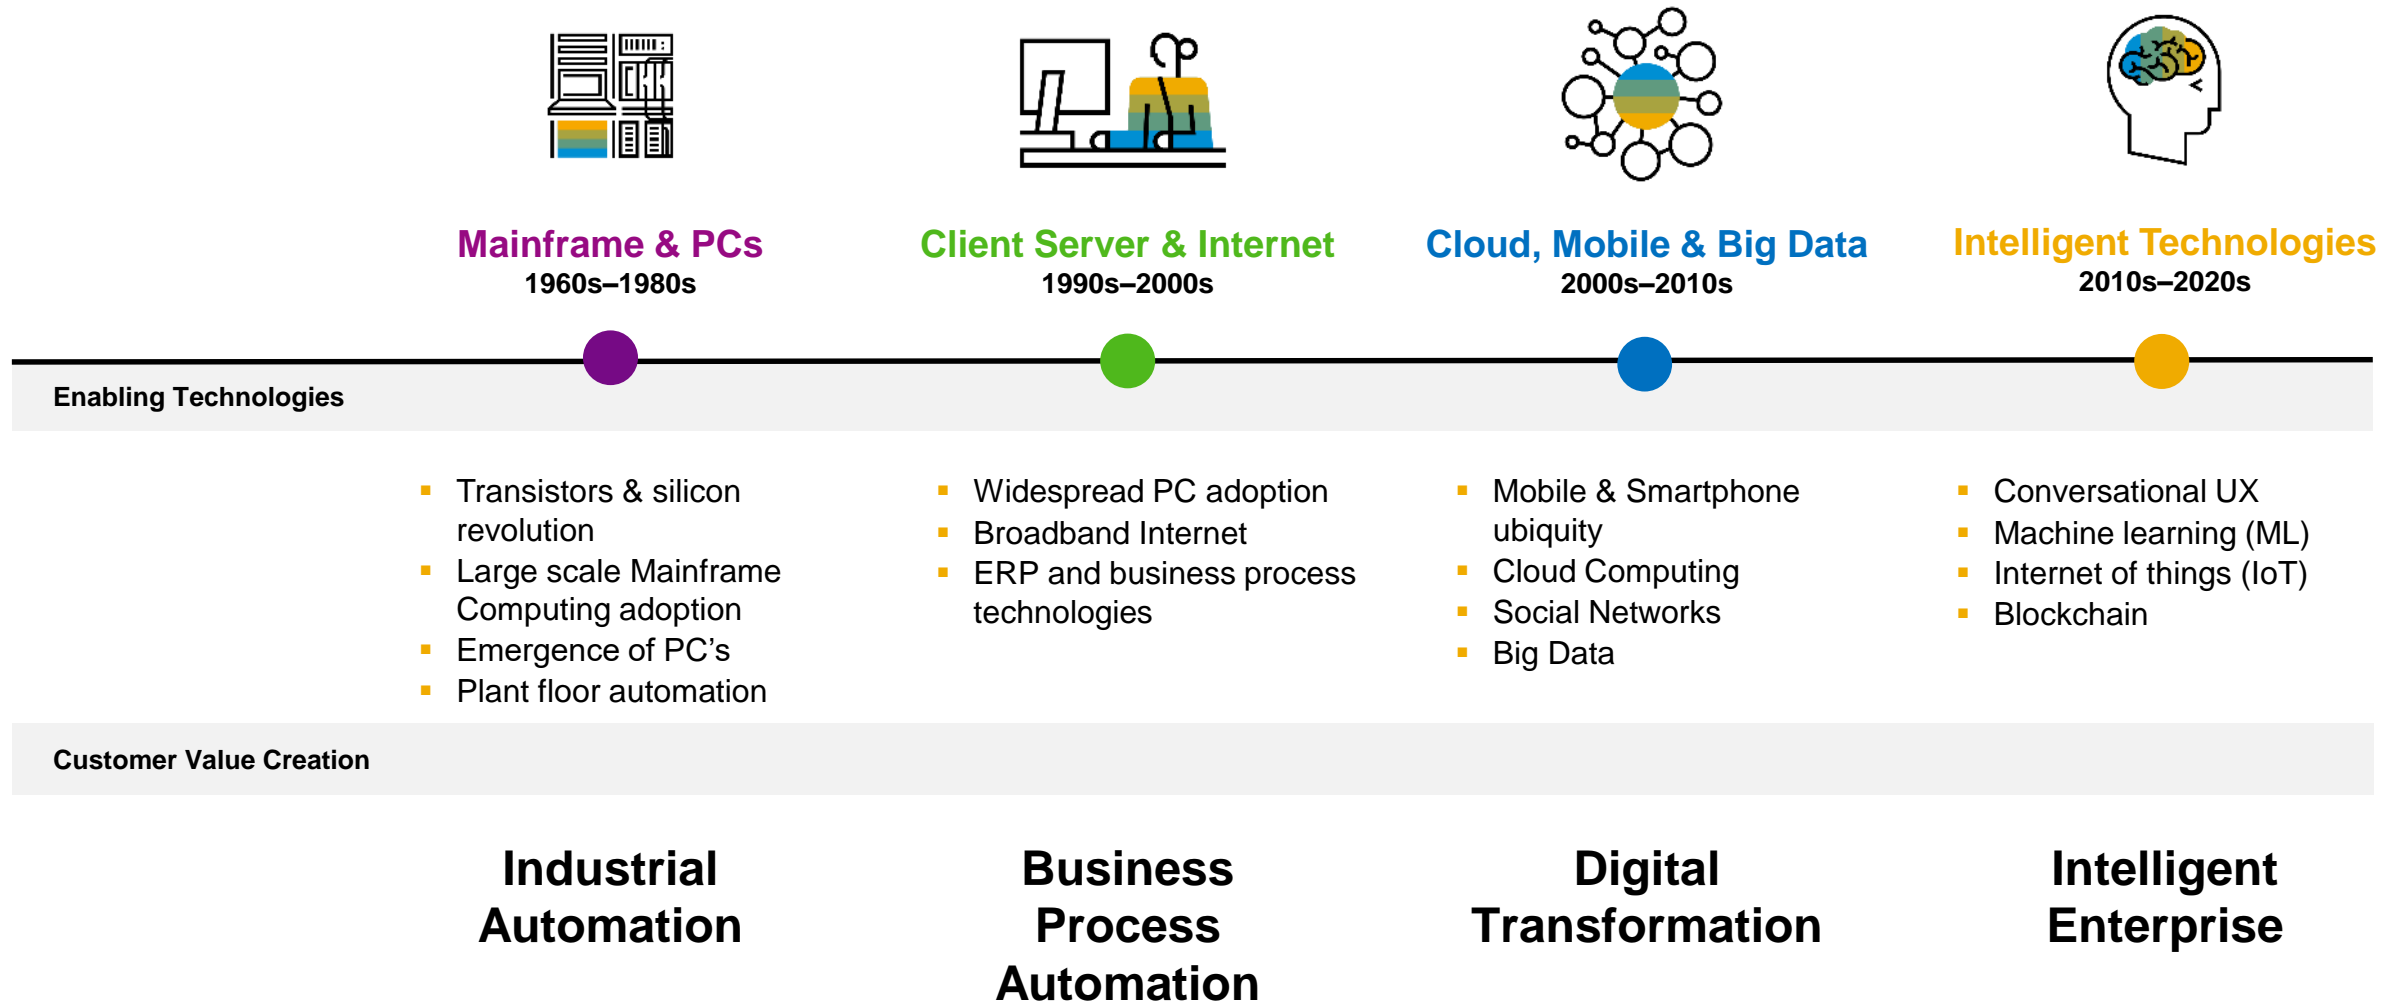 Mainframe & PCs
1960s–1980s
Client Server & Internet
1990s–2000s
Cloud, Mobile & Big Data
2000s–2010s
Intelligent Technologies
2010s–2020s
Enabling Technologies
Transistors & silicon
revolution
Large scale Mainframe
Computing adoption
Emergence of PC’s
Plant floor automation
Widespread PC adoption
Broadband Internet
ERP and business process
technologies
Mobile & Smartphone
ubiquity
Cloud Computing
Social Networks
Big Data
Conversational UX
Machine learning (ML)
Internet of things (IoT)
Blockchain
Customer Value Creation
Industrial
Automation
Business
Process
Automation
Digital
Transformation
Intelligent
Enterprise